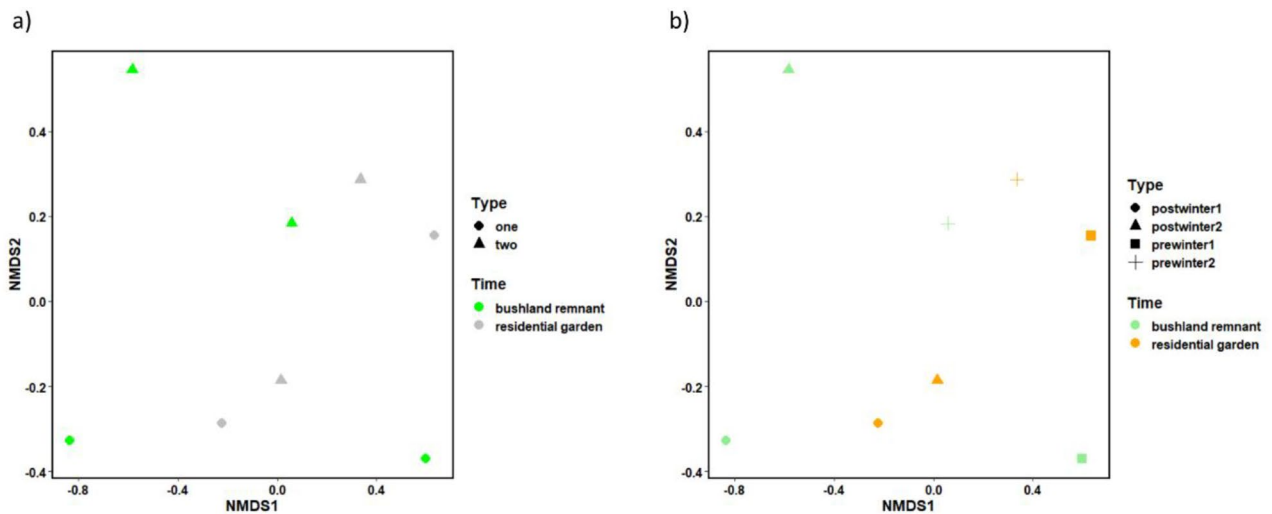 a)
0.4
0.2
0.0
-0.2
-0.4
NMDS2
-0.8
-0.4
0.0
0.4
NMDS1
Type
one
two
Time
bushland remnant
residential garden
b)
0.4
0.2
0.0
-0.2
-0.4
NMDS2
-0.8
-0.4
0.0
0.4
NMDS1
Type
postwinter1
postwinter2
prewinter1
prewinter2
Time
bushland remnant
residential garden